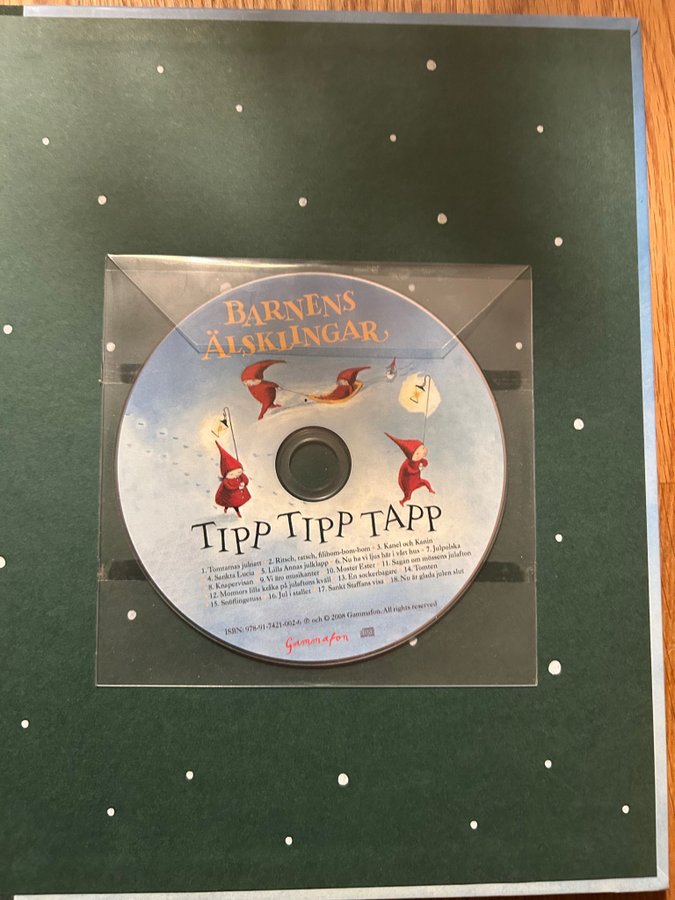 BARNENS
ÄLSKLINGAR
TIPP TIPP TAPP
1. Tomtarnas julnatt 2. Ritsch, ratsch, filibom-bom-bom 3. Kanel och Kanin
4. Sankta Lucia 5. Lilla Annas julklapp 6. Nu ha vi ljus här i vårt hus 7. Julpolska
8. Knapervisan 9. Vi äro musikanter 10. Moster Ester 11. Sagan om mössens julafton
12. Mormors lilla kråka på julaftons kväll 13. En sockerbagare 14. Tomten
15. Snöfingetuss 16. Jul i stallet 17. Sankt Staffans visa 18. Nu är glada julen slut
ISBN: 978-91-7421-002-6 ℗ och © 2008 Gammafon. All rights reserved
Gammafon